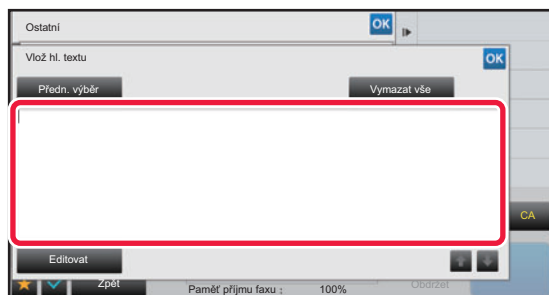 Ostatní
OK
Vlož hl. textu
OK
Předn. výběr
Vymazat vše
CA
Editovat
Zpět
Paměť příjmu faxu :
100%
Obdržet